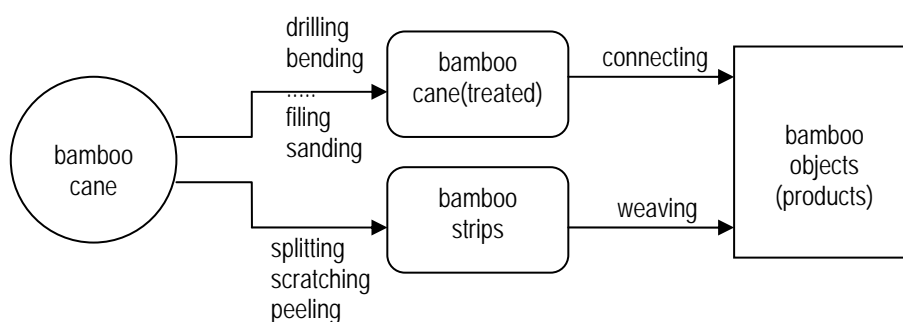 drilling
bending
.....
filing
sanding
bamboo
cane
bamboo
cane(treated)
connecting
bamboo
objects
(products)
splitting
scratching
peeling
bamboo
strips
weaving